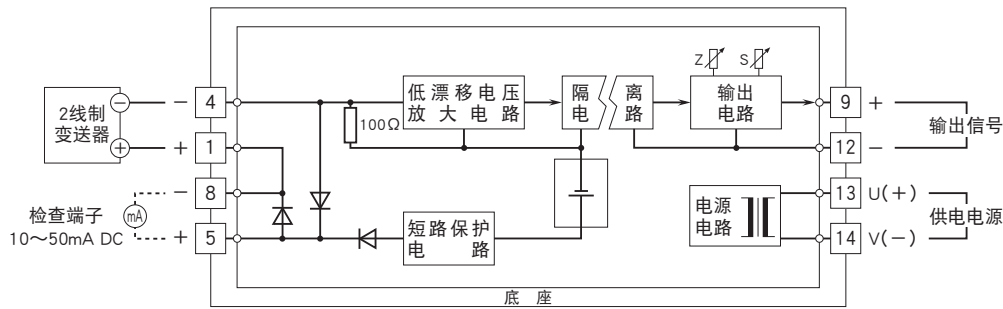 2线制
变送器
−
+
−
4
+
1
−
8
+
5
检查端子
10～50mA DC
mA
100Ω
低漂移电压
放大电路
隔离
电路
Z
S
输出
电路
短路保护
电路
电源
电路
9
+
12
−
输出信号
13
U(+)
14
V(−)
供电电源
底座